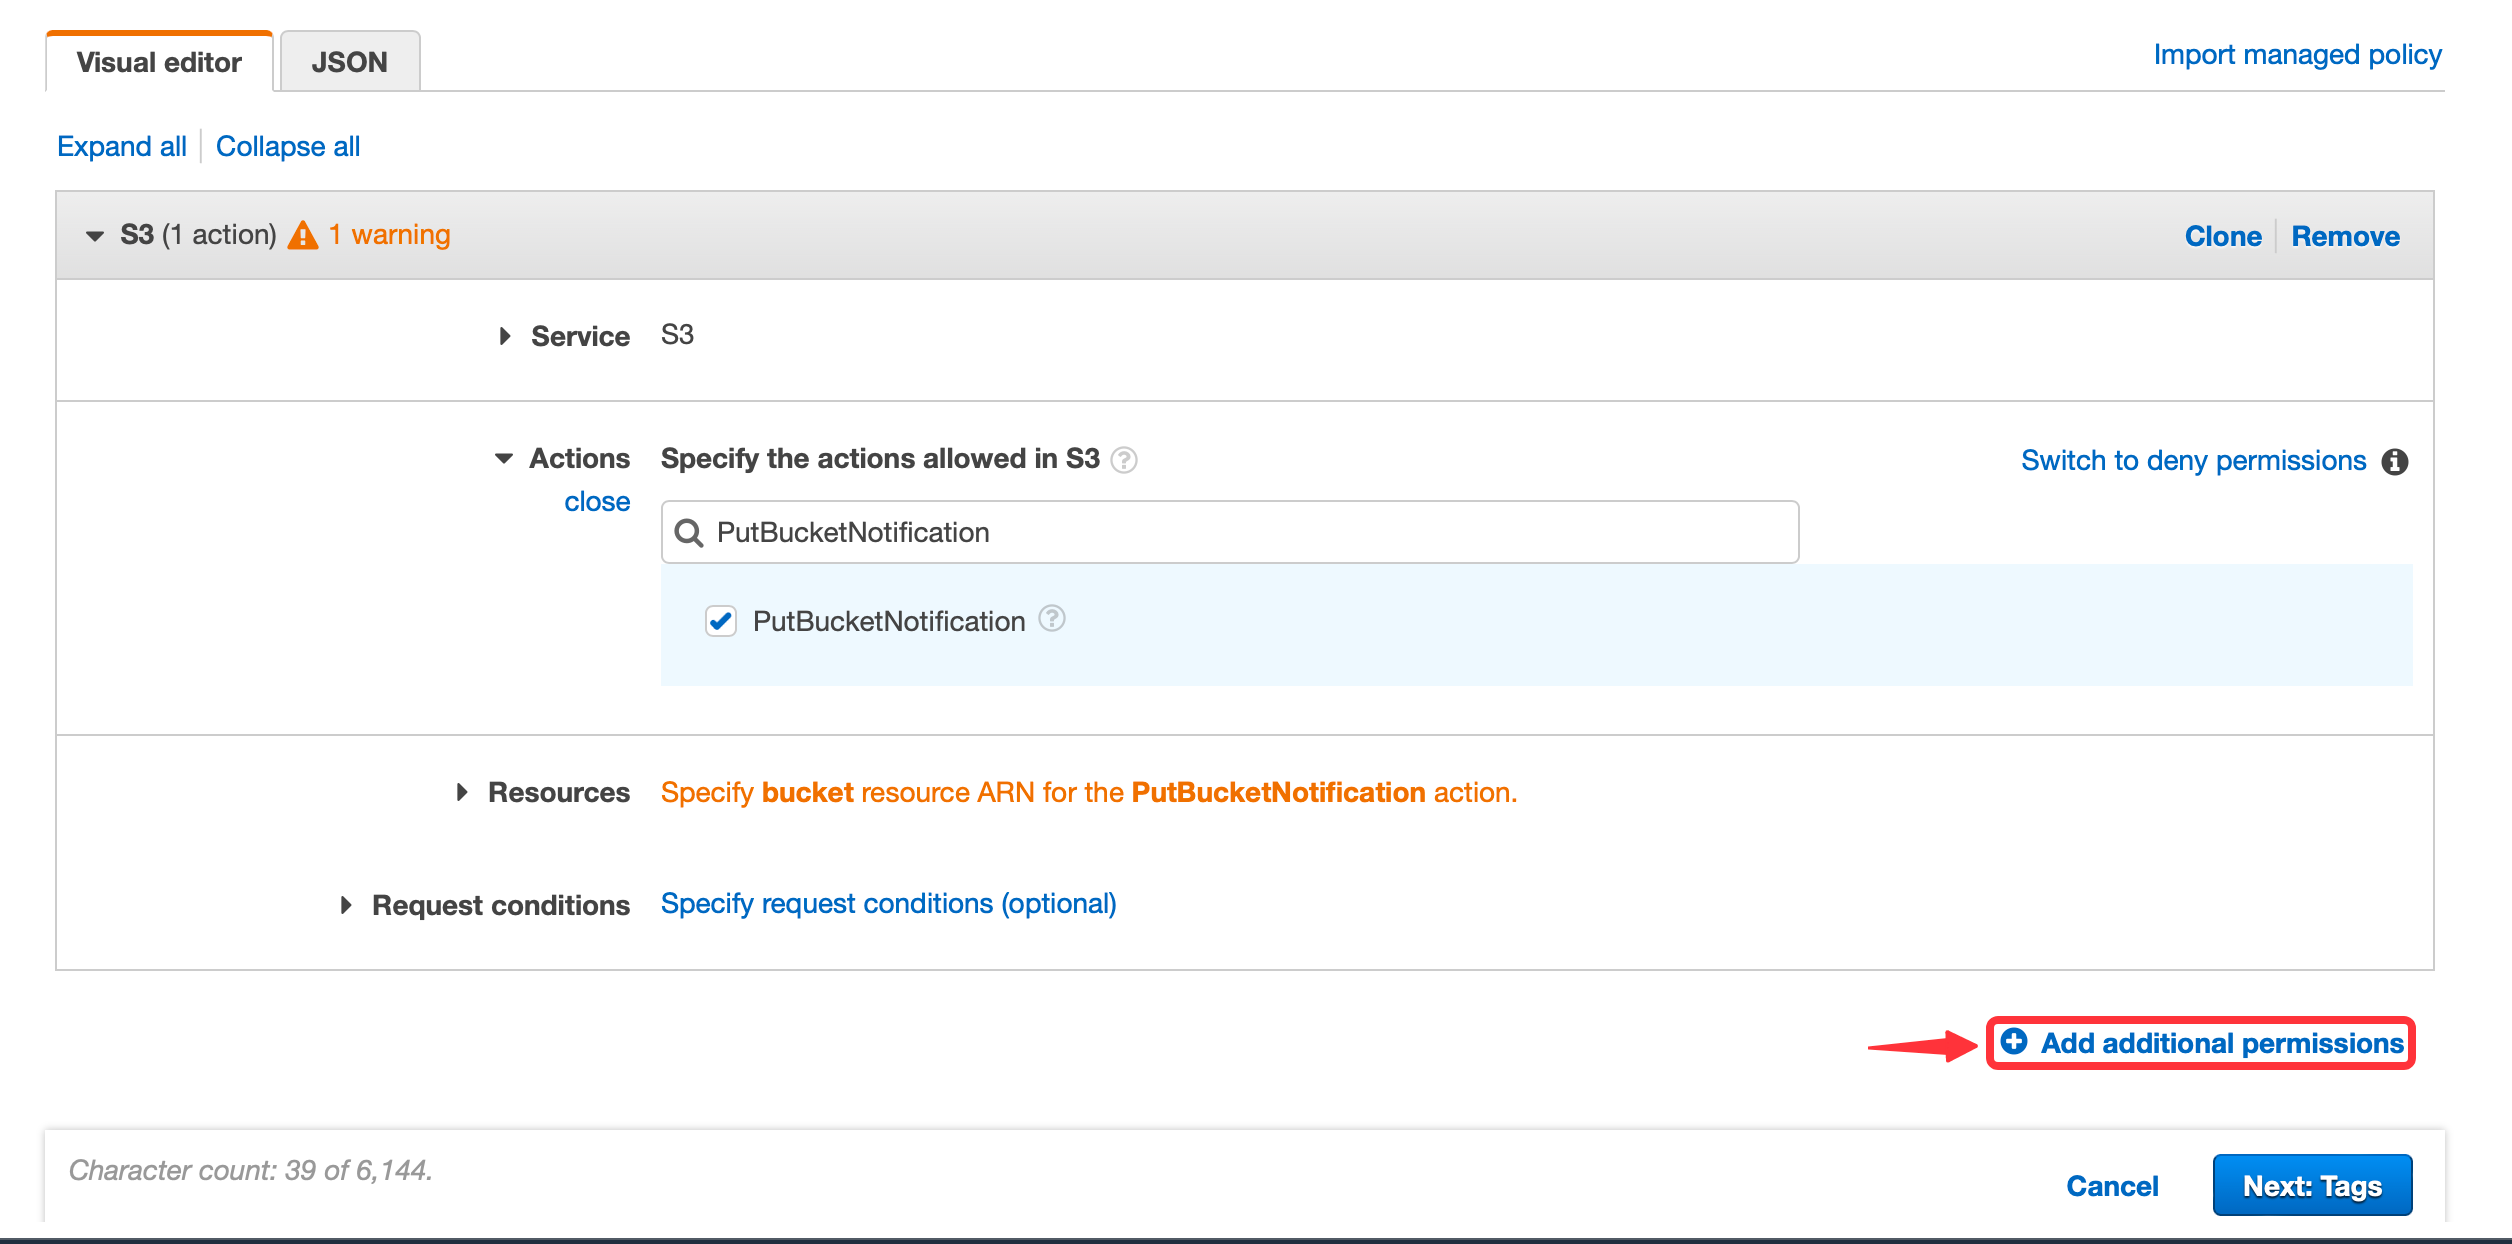 Visual editor
JSON
Import managed policy
Expand all
Collapse all
S3 (1 action) 1 warning
Clone
Remove
Service
S3
Actions
close
Specify the actions allowed in S3
Switch to deny permissions
PutBucketNotification
PutBucketNotification
Resources
Specify bucket resource ARN for the PutBucketNotification action.
Request conditions
Specify request conditions (optional)
Add additional permissions
Character count: 39 of 6,144.
Cancel
Next: Tags